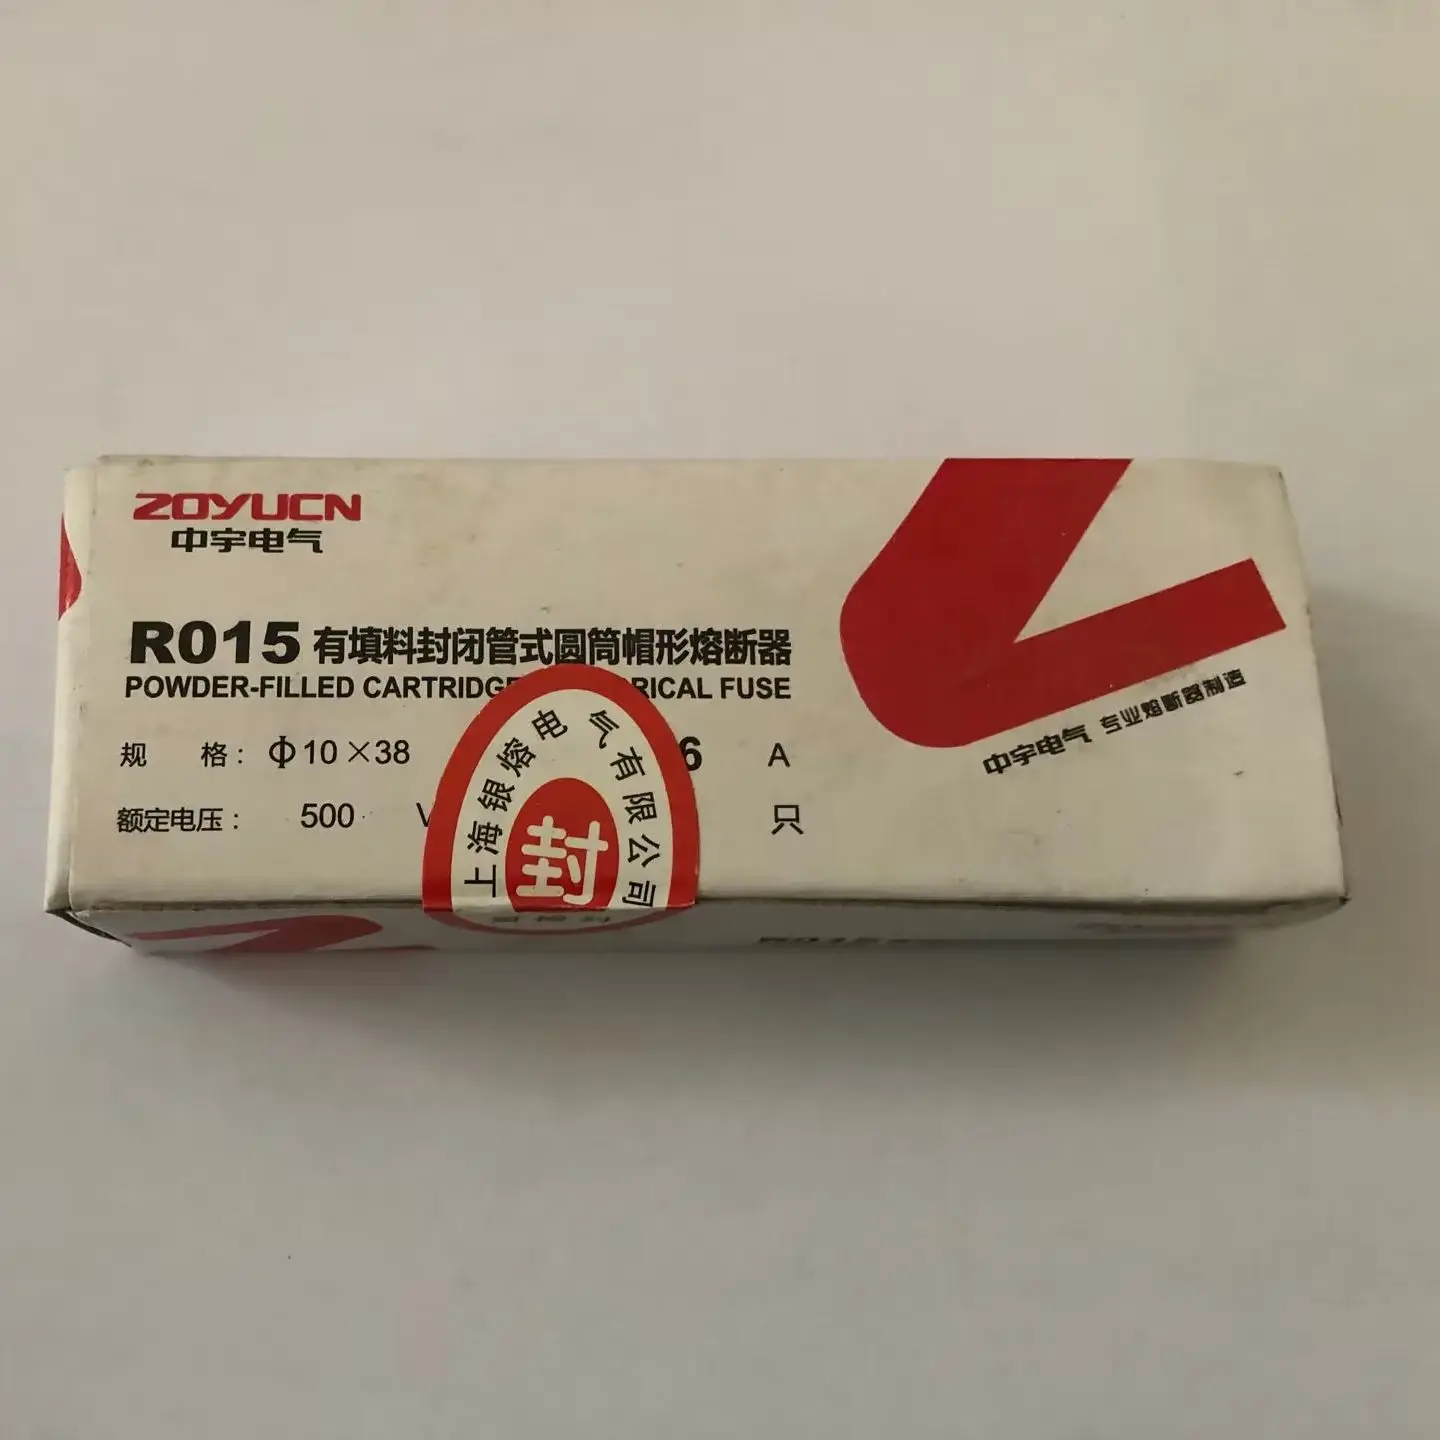 ZOYUCN
中宇电气
R015 有填料封闭管式圆筒帽形熔断器
POWDER-FILLED CARTRIDGE RICAL FUSE
规 格： Φ10×38 6 A
额定电压： 500 V 只
上海银熔电气有限公司
封
中宇电气 专业熔断器制造
R015